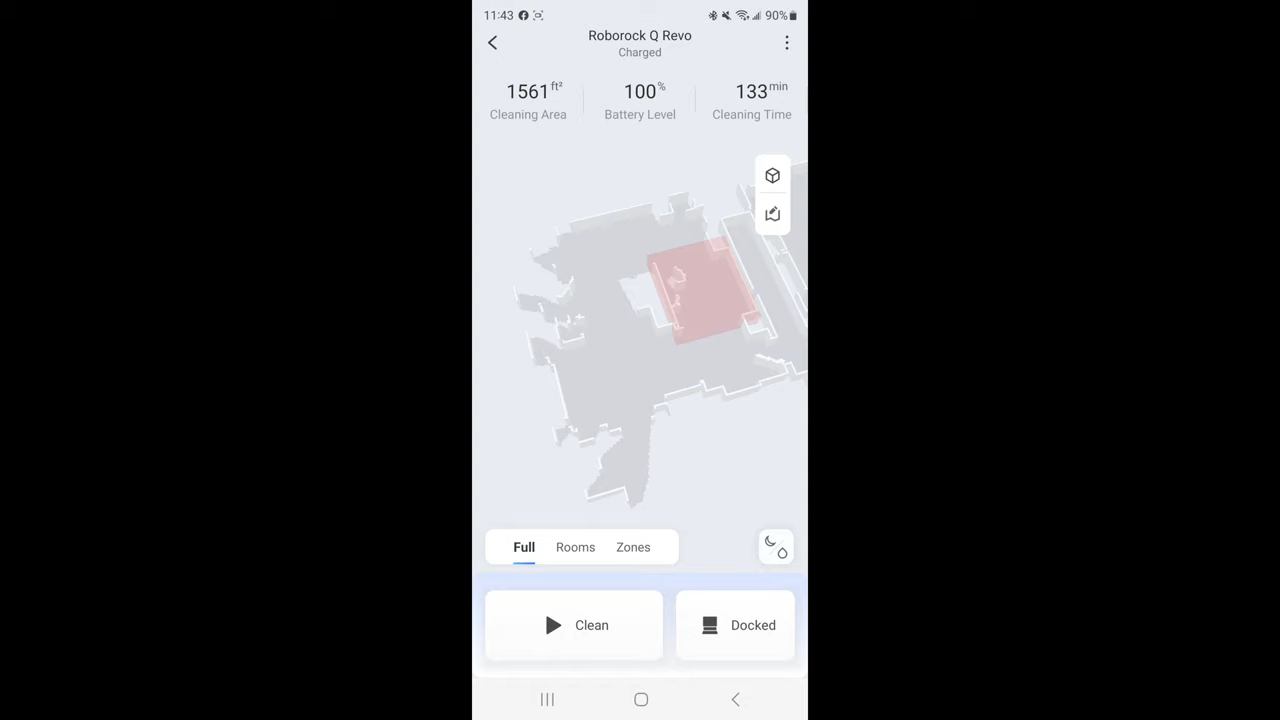 11:43 90%
Roborock Q Revo
Charged
1561 ft² 100 % 133 min
Cleaning Area Battery Level Cleaning Time
Full Rooms Zones
Clean Docked